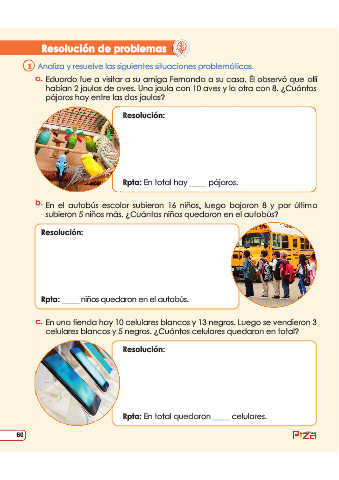 Resolución de problemas
1 Analiza y resuelve las siguientes situaciones problemáticas.
a. Eduardo fue a visitar a su amiga Fernanda a su casa. Él observó que allí
habían 2 jaulas de aves. Una jaula con 10 aves y la otra con 8. ¿Cuántos
pájaros hay entre las dos jaulas?
Resolución:
Rpta: En total hay _____ pájaros.
b. En el autobús escolar subieron 16 niños, luego bajaron 8 y por último
subieron 5 niños más. ¿Cuántos niños quedaron en el autobús?
Resolución:
Rpta: _____ niños quedaron en el autobús.
c. En una tienda hay 10 celulares blancos y 13 negros. Luego se vendieron 3
celulares blancos y 5 negros. ¿Cuántos celulares quedaron en total?
Resolución:
Rpta: En total quedaron _____ celulares.
60